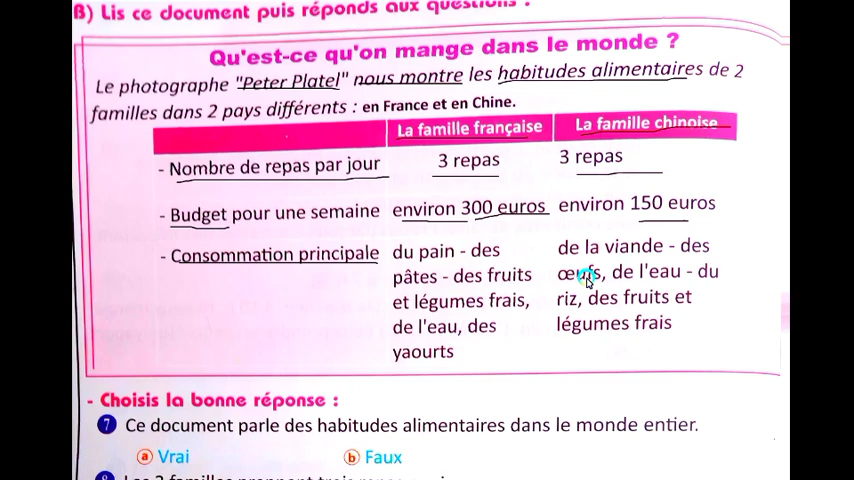 B) Lis ce document puis réponds aux questions :
Qu'est-ce qu'on mange dans le monde ?
Le photographe "Peter Platel" nous montre les habitudes alimentaires de 2
familles dans 2 pays différents : en France et en Chine.
La famille française La famille chinoise
- Nombre de repas par jour 3 repas 3 repas
- Budget pour une semaine environ 300 euros environ 150 euros
- Consommation principale du pain - des de la viande - des
pâtes - des fruits œufs, de l'eau - du
et légumes frais, riz, des fruits et
de l'eau, des légumes frais
yaourts
- Choisis la bonne réponse :
7 Ce document parle des habitudes alimentaires dans le monde entier.
a Vrai b Faux